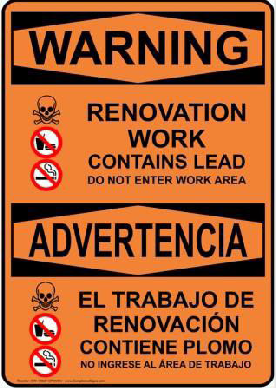 WARNING
RENOVATION
WORK
CONTAINS LEAD
DO NOT ENTER WORK AREA
ADVERTENCIA
EL TRABAJO DE
RENOVACIÓN
CONTIENE PLOMO
NO INGRESE AL ÁREA DE TRABAJO